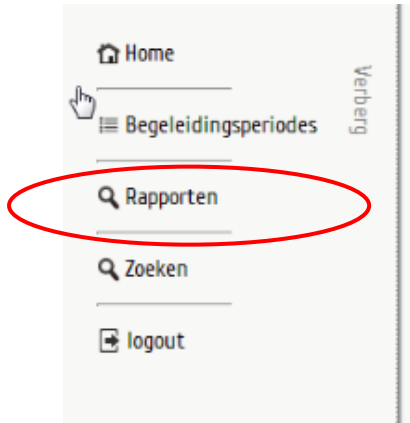 Home
Verberg
Begeleidingsperiodes
Rapporten
Zoeken
logout